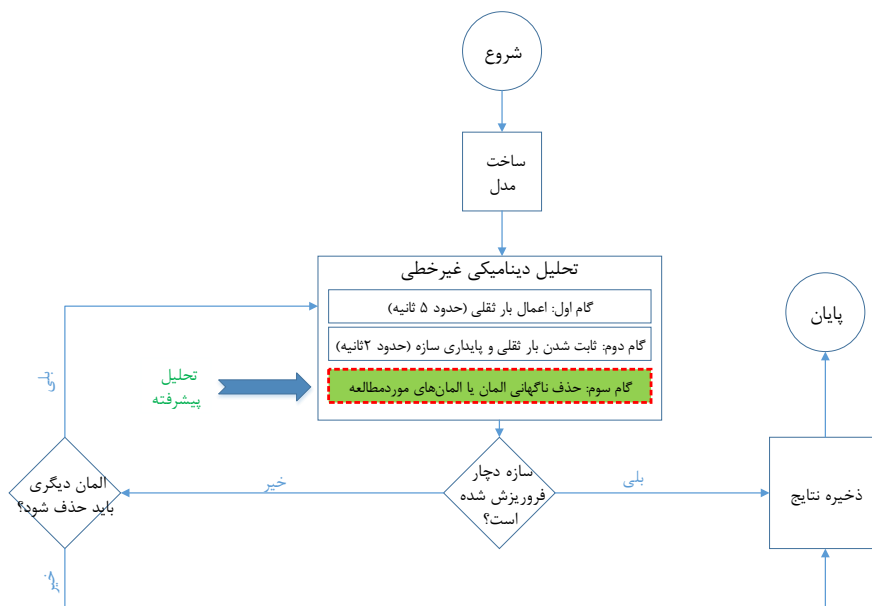 شروع
ساخت
مدل
تحلیل دینامیکی غیرخطی
گام اول: اعمال بار ثقلی (حدود ۵ ثانیه)
گام دوم: ثابت شدن بار ثقلی و پایداری سازه (حدود ۲ثانیه)
گام سوم: حذف ناگهانی المان یا المان‌های موردمطالعه
تحلیل
پیشرفته
پایان
بلی
سازه دچار
فروریزش شده
است؟
بلی
خیر
المان دیگری
باید حذف شود؟
ذخیره نتایج
خیر